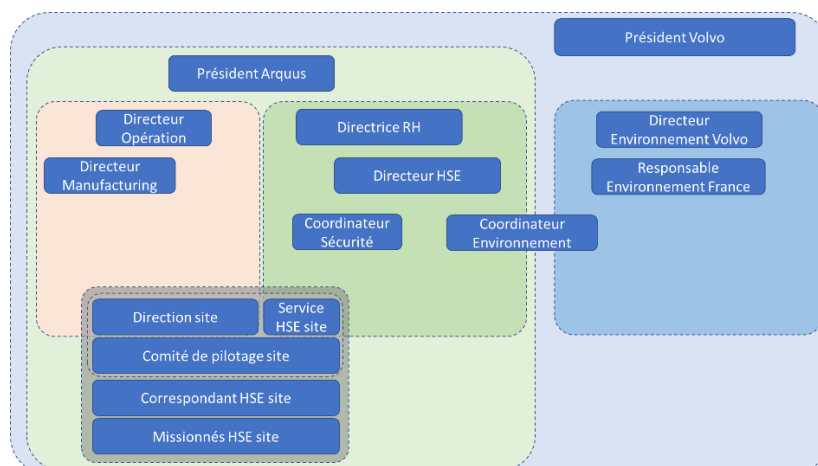 Président Volvo
Président Arquus
Directeur
Opération
Directeur
Manufacturing
Directrice RH
Directeur HSE
Coordinateur
Sécurité
Coordinateur
Environnement
Directeur
Environnement Volvo
Responsable
Environnement France
Direction site
Service
HSE site
Comité de pilotage site
Correspondant HSE site
Missionnés HSE site